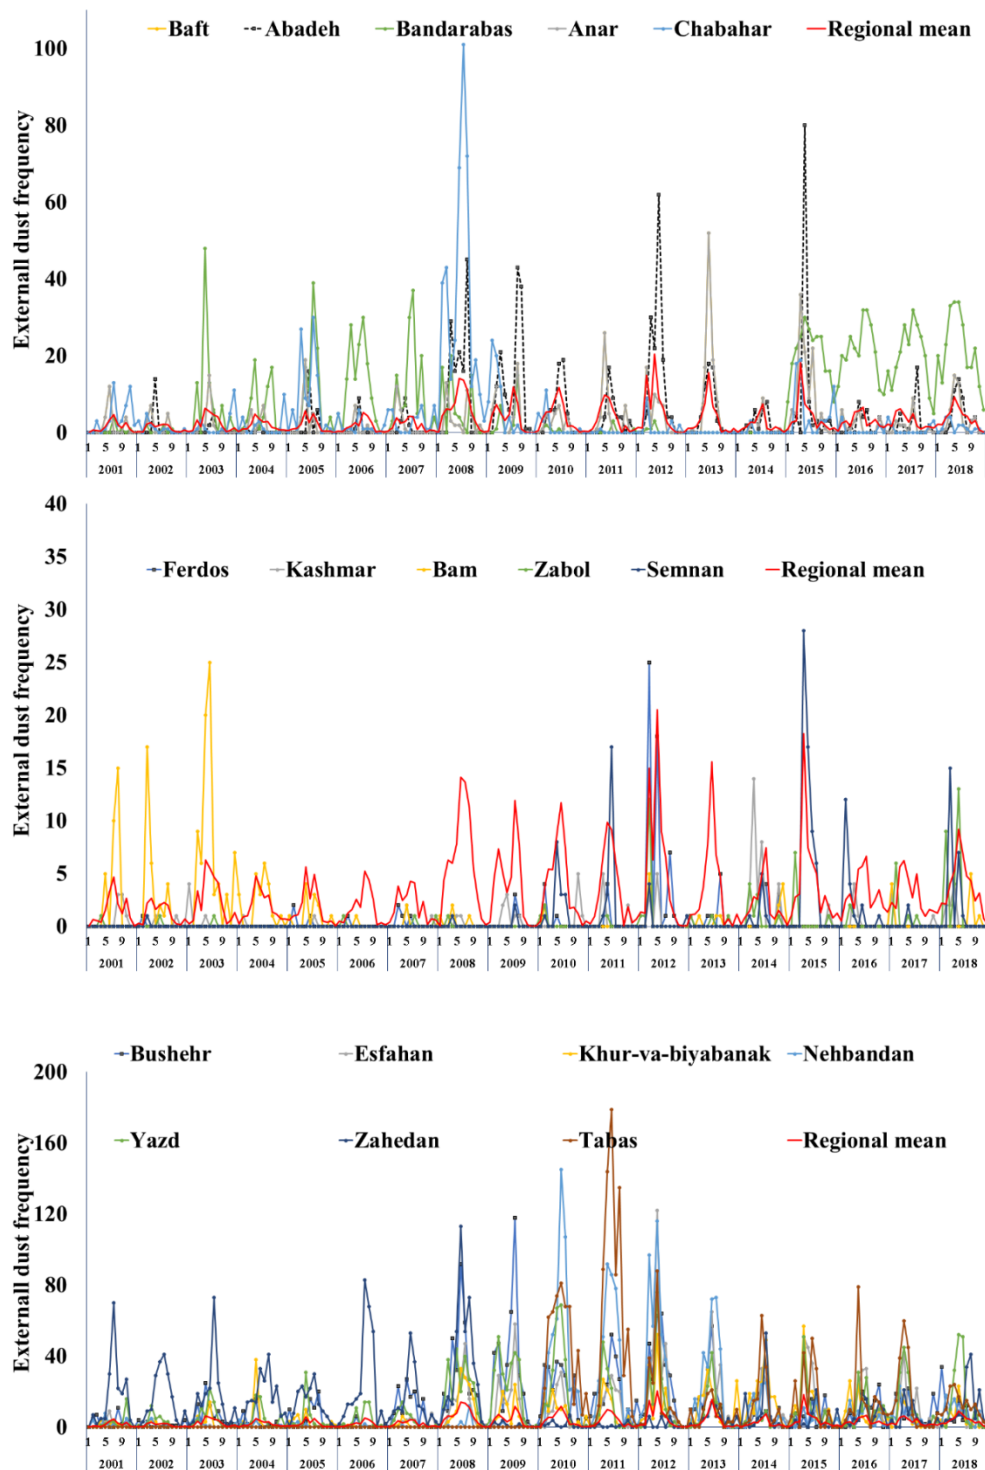 Baft Abadeh Bandarabas Anar Chabahar Regional mean
Externall dust frequency
100
80
60
40
20
0
1 5 9 1 5 9 1 5 9 1 5 9 1 5 9 1 5 9 1 5 9 1 5 9 1 5 9 1 5 9 1 5 9 1 5 9 1 5 9 1 5 9 1 5 9 1 5 9 1 5 9 1 5 9
2001 2002 2003 2004 2005 2006 2007 2008 2009 2010 2011 2012 2013 2014 2015 2016 2017 2018
Ferdos Kashmar Bam Zabol Semnan Regional mean
External dust frequency
40
35
30
25
20
15
10
5
0
1 5 9 1 5 9 1 5 9 1 5 9 1 5 9 1 5 9 1 5 9 1 5 9 1 5 9 1 5 9 1 5 9 1 5 9 1 5 9 1 5 9 1 5 9 1 5 9 1 5 9 1 5 9
2001 2002 2003 2004 2005 2006 2007 2008 2009 2010 2011 2012 2013 2014 2015 2016 2017 2018
Bushehr Esfahan Khur-va-biyabanak Nehbandan
Yazd Zahedan Tabas Regional mean
Externall dust frequency
200
160
120
80
40
0
1 5 9 1 5 9 1 5 9 1 5 9 1 5 9 1 5 9 1 5 9 1 5 9 1 5 9 1 5 9 1 5 9 1 5 9 1 5 9 1 5 9 1 5 9 1 5 9 1 5 9 1 5 9
2001 2002 2003 2004 2005 2006 2007 2008 2009 2010 2011 2012 2013 2014 2015 2016 2017 2018